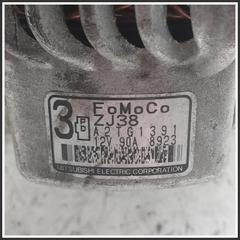 3 FoMoCo
ZJ38
A2TG1391
12V 90A 8923
MITSUBISHI ELECTRIC CORPORATION